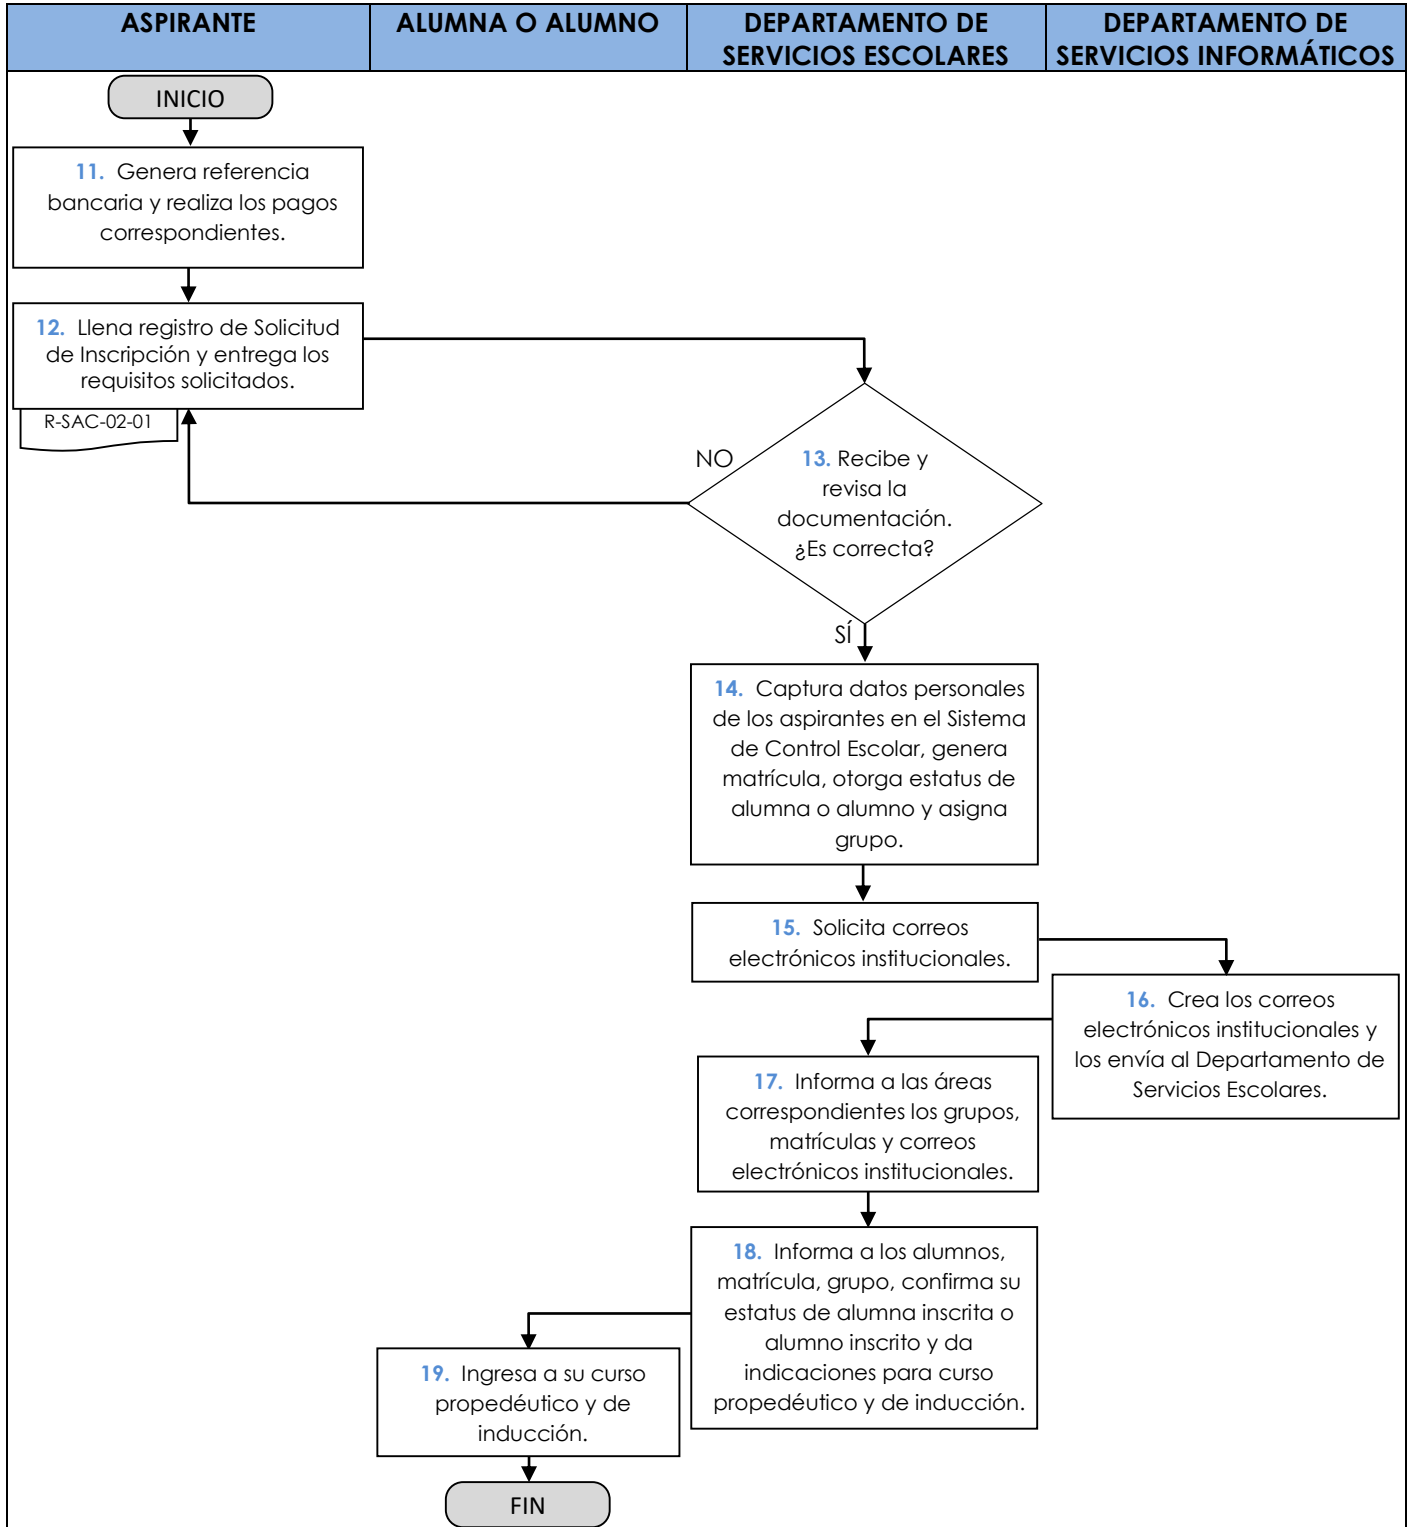 ASPIRANTE
ALUMNA O ALUMNO
DEPARTAMENTO DE
SERVICIOS ESCOLARES
DEPARTAMENTO DE
SERVICIOS INFORMÁTICOS
INICIO
11. Genera referencia
bancaria y realiza los pagos
correspondientes.
12. Llena registro de Solicitud
de Inscripción y entrega los
requisitos solicitados.
R-SAC-02-01
NO
13. Recibe y
revisa la
documentación.
¿Es correcta?
SÍ
14. Captura datos personales
de los aspirantes en el Sistema
de Control Escolar, genera
matrícula, otorga estatus de
alumna o alumno y asigna
grupo.
15. Solicita correos
electrónicos institucionales.
16. Crea los correos
electrónicos institucionales y
los envía al Departamento de
Servicios Escolares.
17. Informa a las áreas
correspondientes los grupos,
matrículas y correos
electrónicos institucionales.
18. Informa a los alumnos,
matrícula, grupo, confirma su
estatus de alumna inscrita o
alumno inscrito y da
indicaciones para curso
propedéutico y de inducción.
19. Ingresa a su curso
propedéutico y de
inducción.
FIN